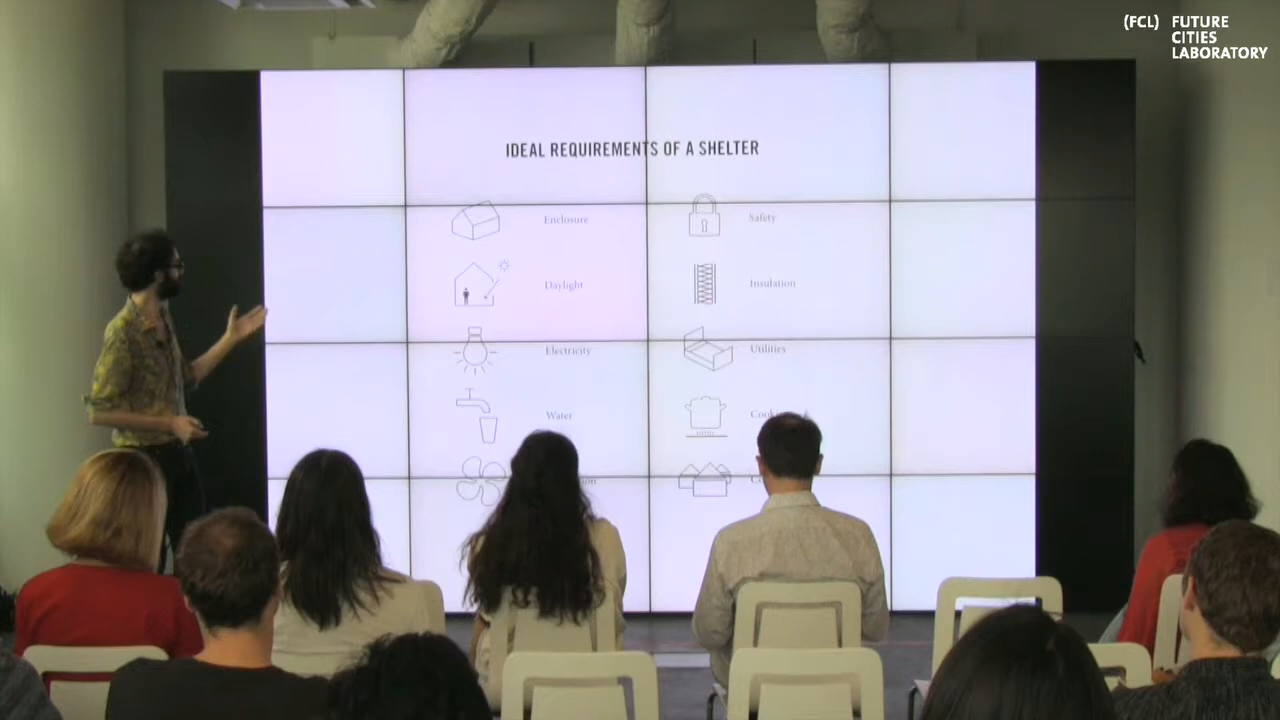 (FCL) FUTURE
CITIES
LABORATORY
IDEAL REQUIREMENTS OF A SHELTER
Enclosure
Safety
Daylight
Insulation
Electricity
Utilities
Water